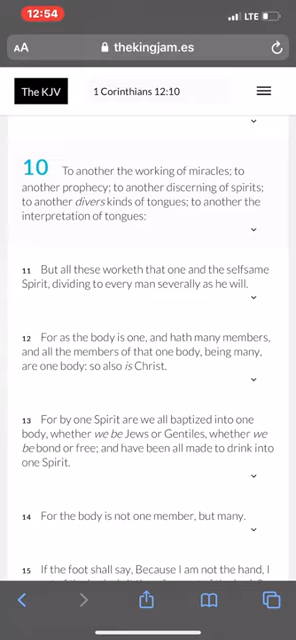 12:54
LTE
AA
thekingjam.es
The KJV
1 Corinthians 12:10
10 To another the working of miracles; to
another prophecy; to another discerning of spirits;
to another divers kinds of tongues; to another the
interpretation of tongues:
11 But all these worketh that one and the selfsame
Spirit, dividing to every man severally as he will.
12 For as the body is one, and hath many members,
and all the members of that one body, being many,
are one body: so also is Christ.
13 For by one Spirit are we all baptized into one
body, whether we be Jews or Gentiles, whether we
be bond or free; and have been all made to drink into
one Spirit.
14 For the body is not one member, but many.
15 If the foot shall say, Because I am not the hand, I